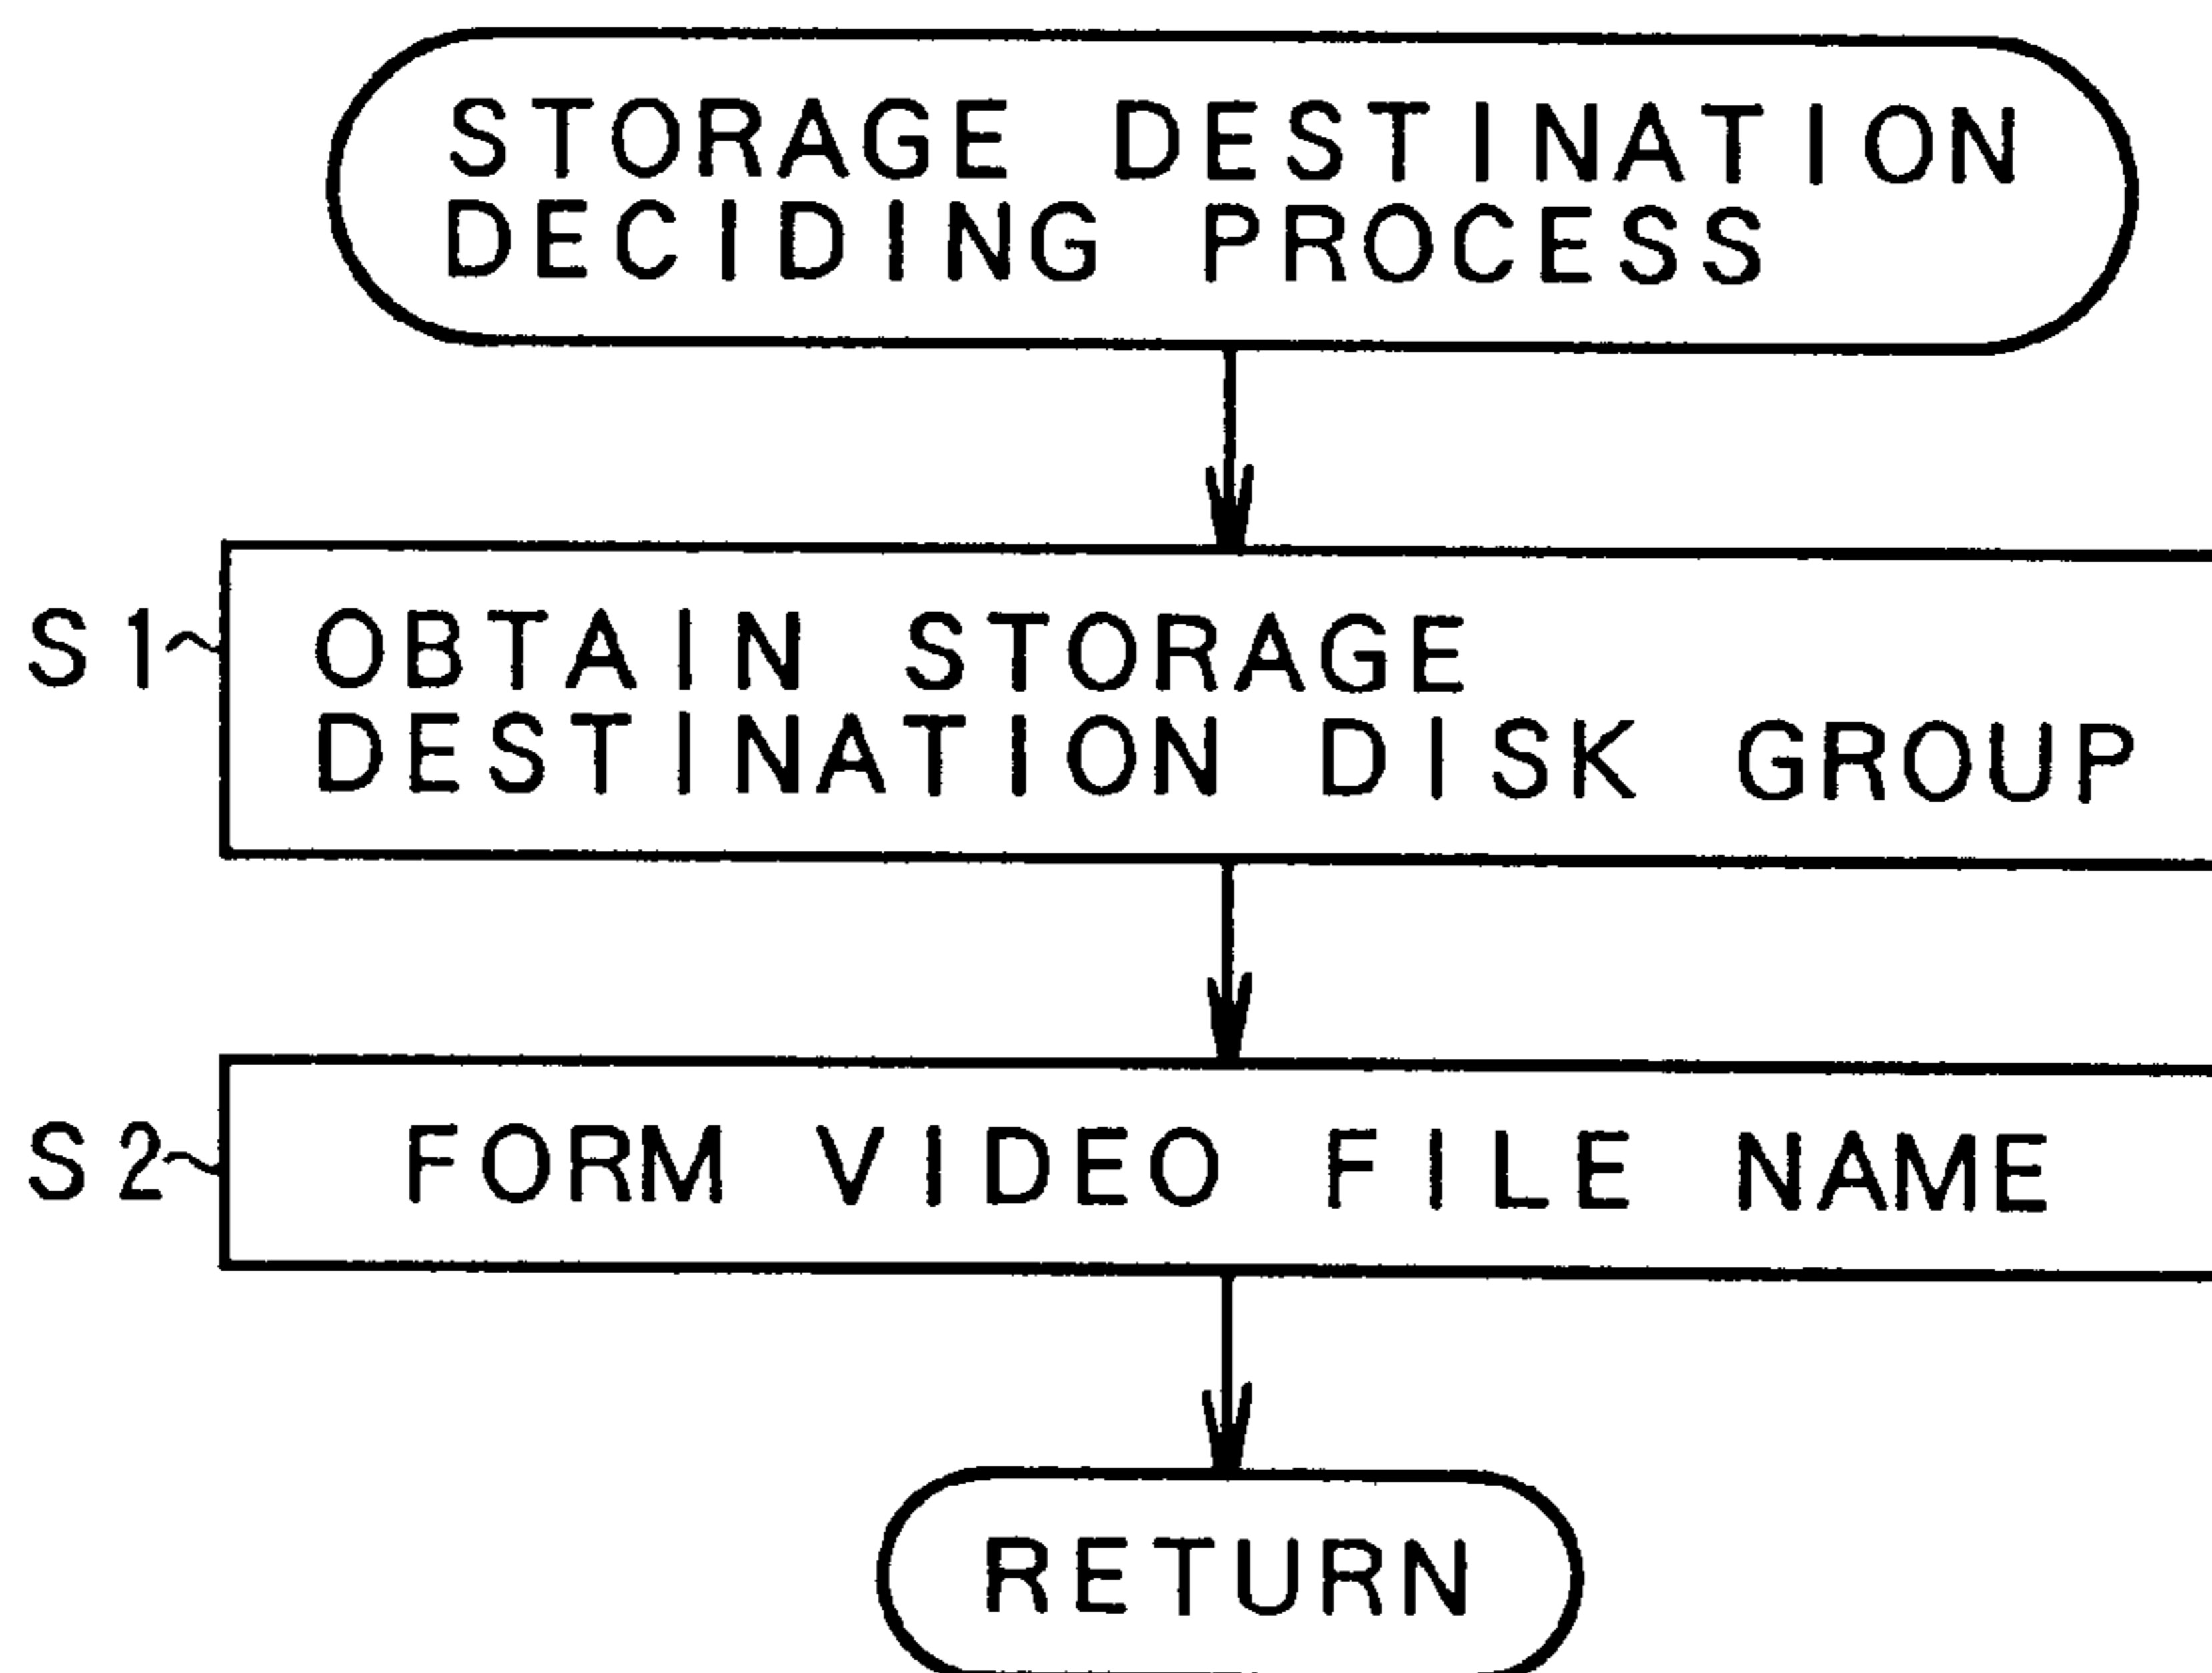 STORAGE DESTINATION
DECIDING PROCESS
S1
OBTAIN STORAGE
DESTINATION DISK GROUP
S2
FORM VIDEO FILE NAME
RETURN